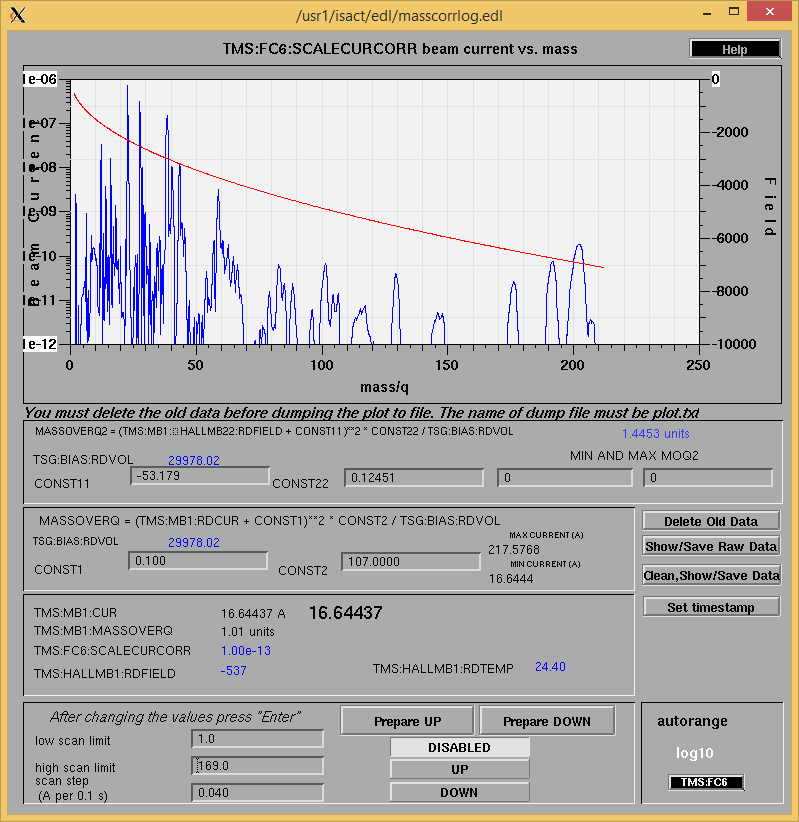 /usr1/isact/edl/masscorrlog.edl
TMS:FC6:SCALECURCORR beam current vs. mass
Help
1e-06
1e-07
1e-08
1e-09
1e-10
1e-11
1e-12
Beam Current
0
-2000
-4000
-6000
-8000
-10000
Field
0 50 100 150 200 250
mass/q
You must delete the old data before dumping the plot to file. The name of dump file must be plot.txt
MASSOVERQ2 = (TMS:MB1: HALLMB22:RDFIELD + CONST11)**2 * CONST22 / TSG:BIAS:RDVOL
1.4453 units
TSG:BIAS:RDVOL 29978.02
MIN AND MAX MOQ2
CONST11 -53.179 CONST22 0.12451 0 0
MASSOVERQ = (TMS:MB1:RDCUR + CONST1)**2 * CONST2 / TSG:BIAS:RDVOL
TSG:BIAS:RDVOL 29978.02
MAX CURRENT (A)
217.5768
CONST1 0.100 CONST2 107.0000
MIN CURRENT (A)
16.6444
Delete Old Data
Show/Save Raw Data
Clean,Show/Save Data
Set timestamp
TMS:MB1:CUR 16.64437 A 16.64437
TMS:MB1:MASSOVERQ 1.01 units
TMS:FC6:SCALECURCORR 1.00e-13
TMS:HALLMB1:RDFIELD -537
TMS:HALLMB1:RDTEMP 24.40
After changing the values press "Enter"
low scan limit 1.0
high scan limit 169.0
scan step
(A per 0.1 s) 0.040
Prepare UP
Prepare DOWN
DISABLED
UP
DOWN
autorange
log10
TMS:FC6